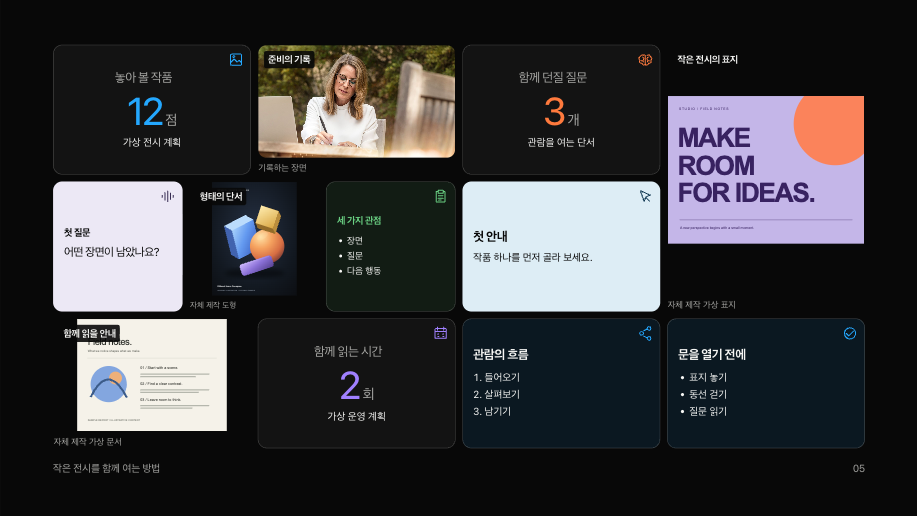 놓아 볼 작품
12점
가상 전시 계획
준비의 기록
기록하는 장면
함께 던질 질문
3개
관람을 여는 단서
작은 전시의 표지
STUDIO / FIELD NOTES
MAKE
ROOM
FOR IDEAS.
A new perspective begins with a small moment.
자체 제작 가상 표지
첫 질문
어떤 장면이 남았나요?
형태의 단서
자체 제작 도형
세 가지 관점
• 장면
• 질문
• 다음 행동
첫 안내
작품 하나를 먼저 골라 보세요.
함께 읽을 안내
Field Notes.
01 / Start with a scene.
02 / Find a clear contrast.
03 / Leave room to think.
자체 제작 가상 문서
함께 읽는 시간
2회
가상 운영 계획
관람의 흐름
1. 들어오기
2. 살펴보기
3. 남기기
문을 열기 전에
• 표지 놓기
• 동선 걷기
• 질문 읽기
작은 전시를 함께 여는 방법
05